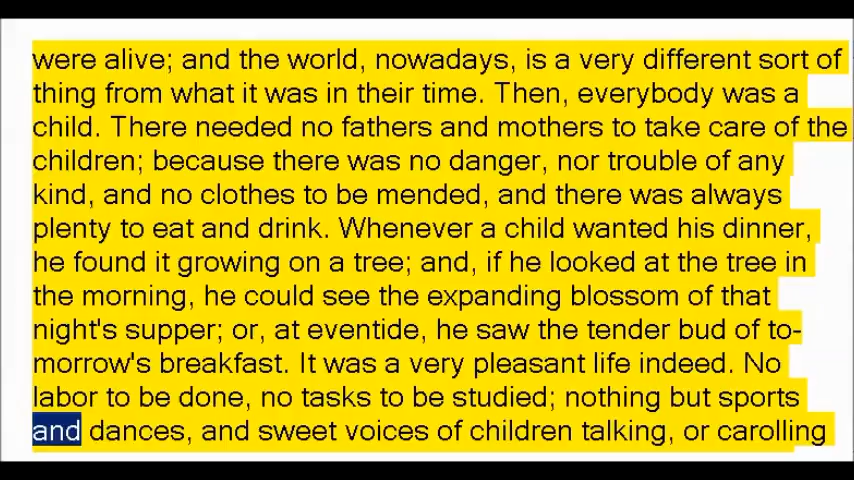 were alive; and the world, nowadays, is a very different sort of
thing from what it was in their time. Then, everybody was a
child. There needed no fathers and mothers to take care of the
children; because there was no danger, nor trouble of any
kind, and no clothes to be mended, and there was always
plenty to eat and drink. Whenever a child wanted his dinner,
he found it growing on a tree; and, if he looked at the tree in
the morning, he could see the expanding blossom of that
night's supper; or, at eventide, he saw the tender bud of to-
morrow's breakfast. It was a very pleasant life indeed. No
labor to be done, no tasks to be studied; nothing but sports
and dances, and sweet voices of children talking, or carolling